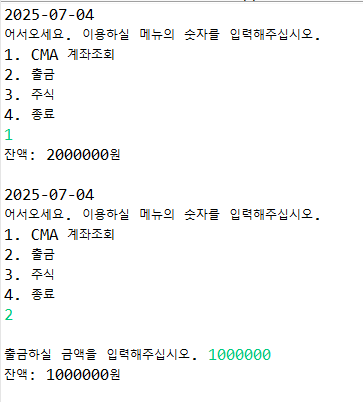 2025-07-04
어서오세요. 이용하실 메뉴의 숫자를 입력해주십시오.
1. CMA 계좌조회
2. 출금
3. 주식
4. 종료
1
잔액: 2000000원
2025-07-04
어서오세요. 이용하실 메뉴의 숫자를 입력해주십시오.
1. CMA 계좌조회
2. 출금
3. 주식
4. 종료
2
출금하실 금액을 입력해주십시오. 1000000
잔액: 1000000원